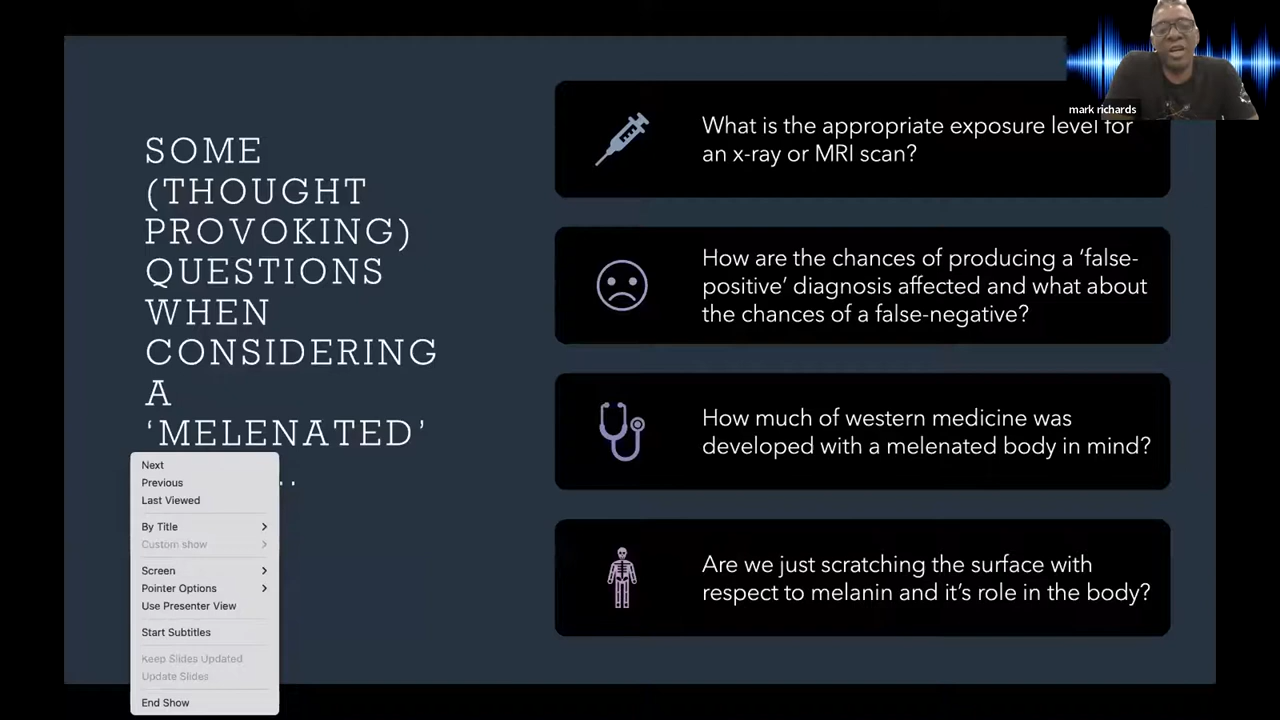 SOME
(THOUGHT
PROVOKING)
QUESTIONS
WHEN
CONSIDERING
A
‘MELENATED’
..
What is the appropriate exposure level for
an x-ray or MRI scan?
How are the chances of producing a ‘false-
positive’ diagnosis affected and what about
the chances of a false-negative?
How much of western medicine was
developed with a melenated body in mind?
Are we just scratching the surface with
respect to melanin and it’s role in the body?
mark richards
Next
Previous
Last Viewed
By Title
Custom show
Screen
Pointer Options
Use Presenter View
Start Subtitles
Keep Slides Updated
Update Slides
End Show